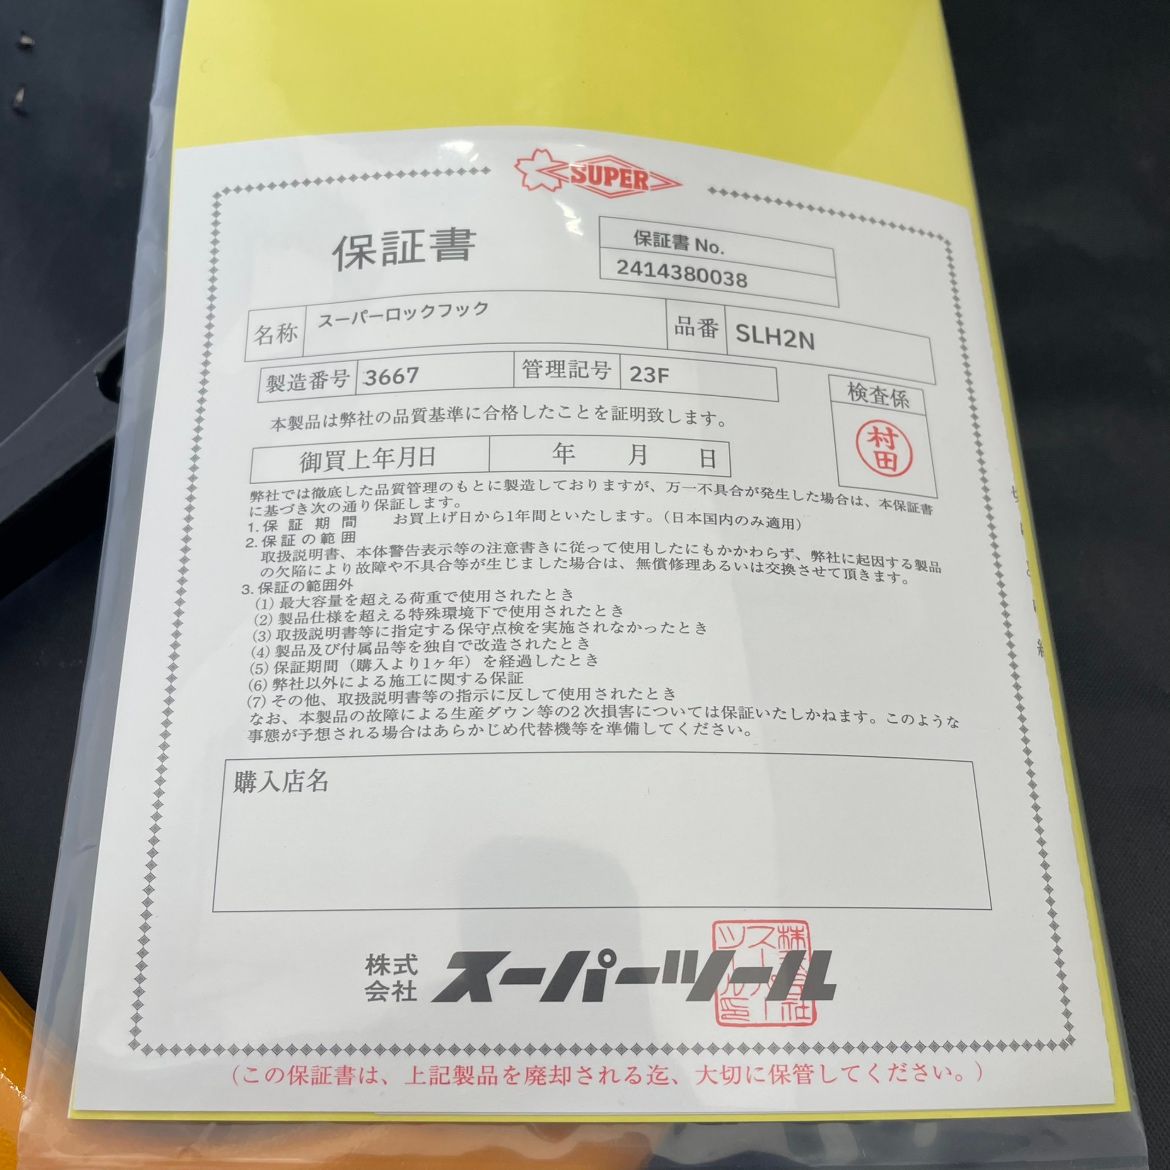 SUPER
保証書
保証書 No.
2414380038
名称 スーパーロックフック 品番 SLH2N
製造番号 3667 管理記号 23F
検査係
村田
本製品は弊社の品質基準に合格したことを証明致します。
御買上年月日 年 月 日
弊社では徹底した品質管理のもとに製造しておりますが、万一不具合が発生した場合は、本保証書
に基づき次の通り保証します。
1.保証期間 お買上げ日から1年間といたします。(日本国内のみ適用)
2.保証の範囲
取扱説明書、本体警告表示等の注意書きに従って使用したにもかかわらず、弊社に起因する製品
の欠陥により故障や不具合等が生じました場合は、無償修理あるいは交換させて頂きます。
3.保証の範囲外
(1)最大容量を超える荷重で使用されたとき
(2)製品仕様を超える特殊環境下で使用されたとき
(3)取扱説明書等に指定する保守点検を実施されなかったとき
(4)製品及び付属品等を独自で改造されたとき
(5)保証期間(購入より1ヶ年)を経過したとき
(6)弊社以外による施工に関する保証
(7)その他、取扱説明書等の指示に反して使用されたとき
なお、本製品の故障による生産ダウン等の2次損害については保証いたしかねます。このような
事態が予想される場合はあらかじめ代替機等を準備してください。
購入店名
株式会社 スーパーツール
株式会社スーパーツール印
(この保証書は、上記製品を廃却される迄、大切に保管してください。)